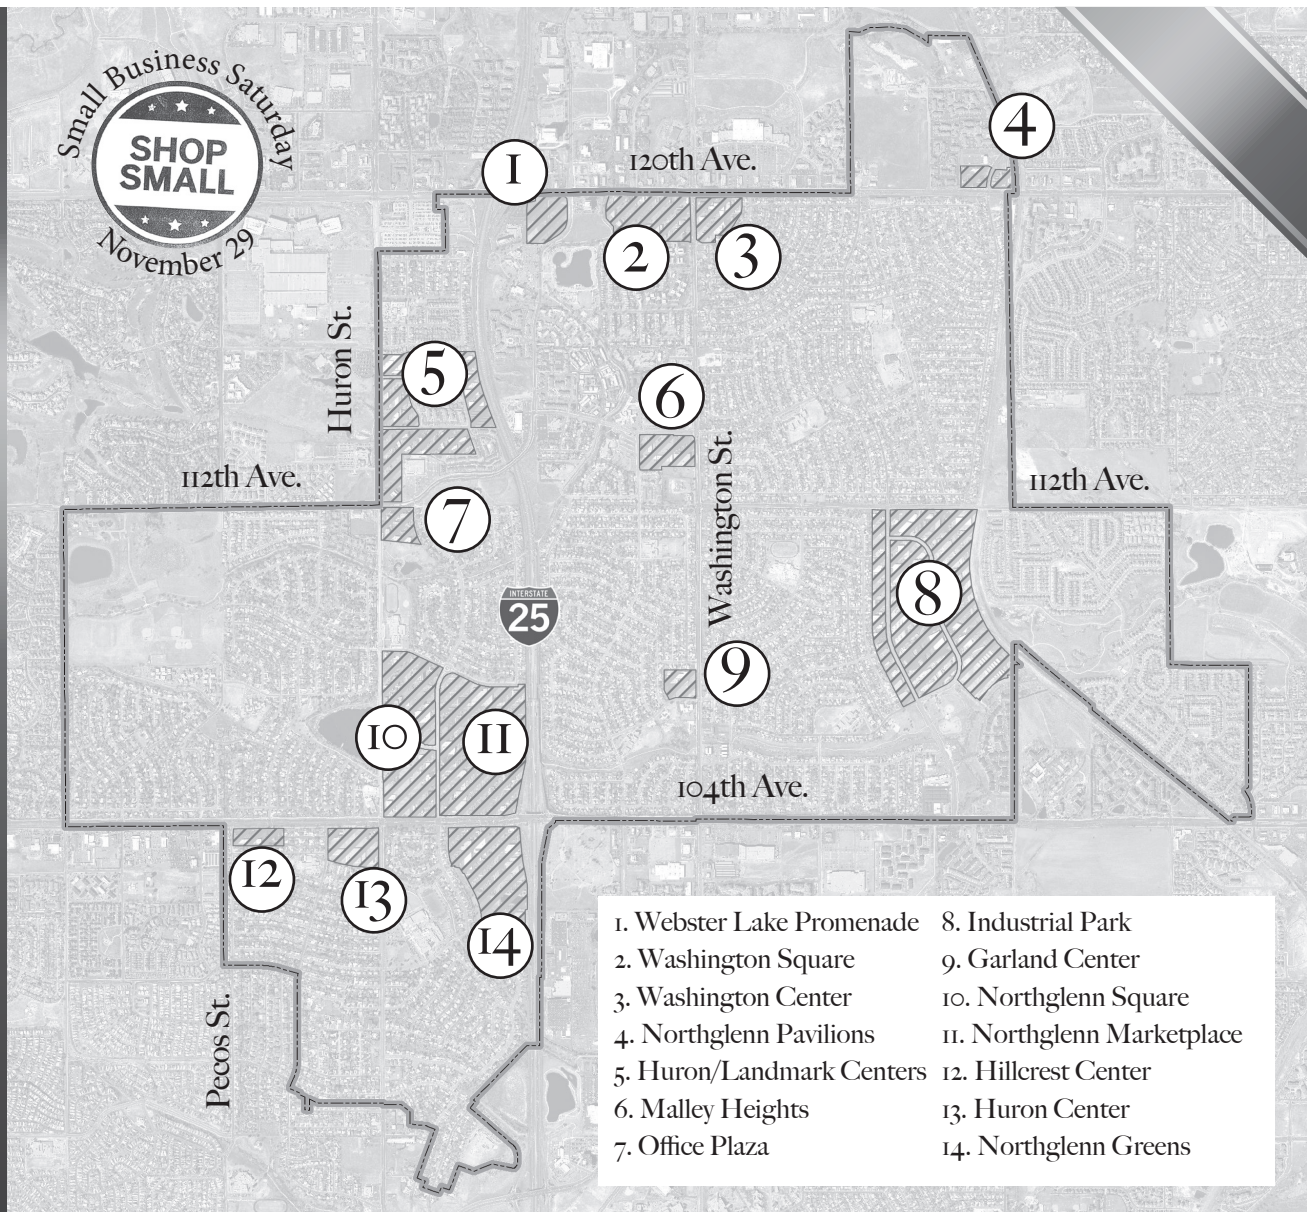 Small Business Saturday
SHOP
SMALL
November 29
1
120th Ave.
4
2
3
Huron St.
5
6
112th Ave.
Washington St.
112th Ave.
7
8
INTERSTATE
25
9
10
11
104th Ave.
12
13
14
Pecos St.
1. Webster Lake Promenade
2. Washington Square
3. Washington Center
4. Northglenn Pavilions
5. Huron/Landmark Centers
6. Malley Heights
7. Office Plaza
8. Industrial Park
9. Garland Center
10. Northglenn Square
11. Northglenn Marketplace
12. Hillcrest Center
13. Huron Center
14. Northglenn Greens